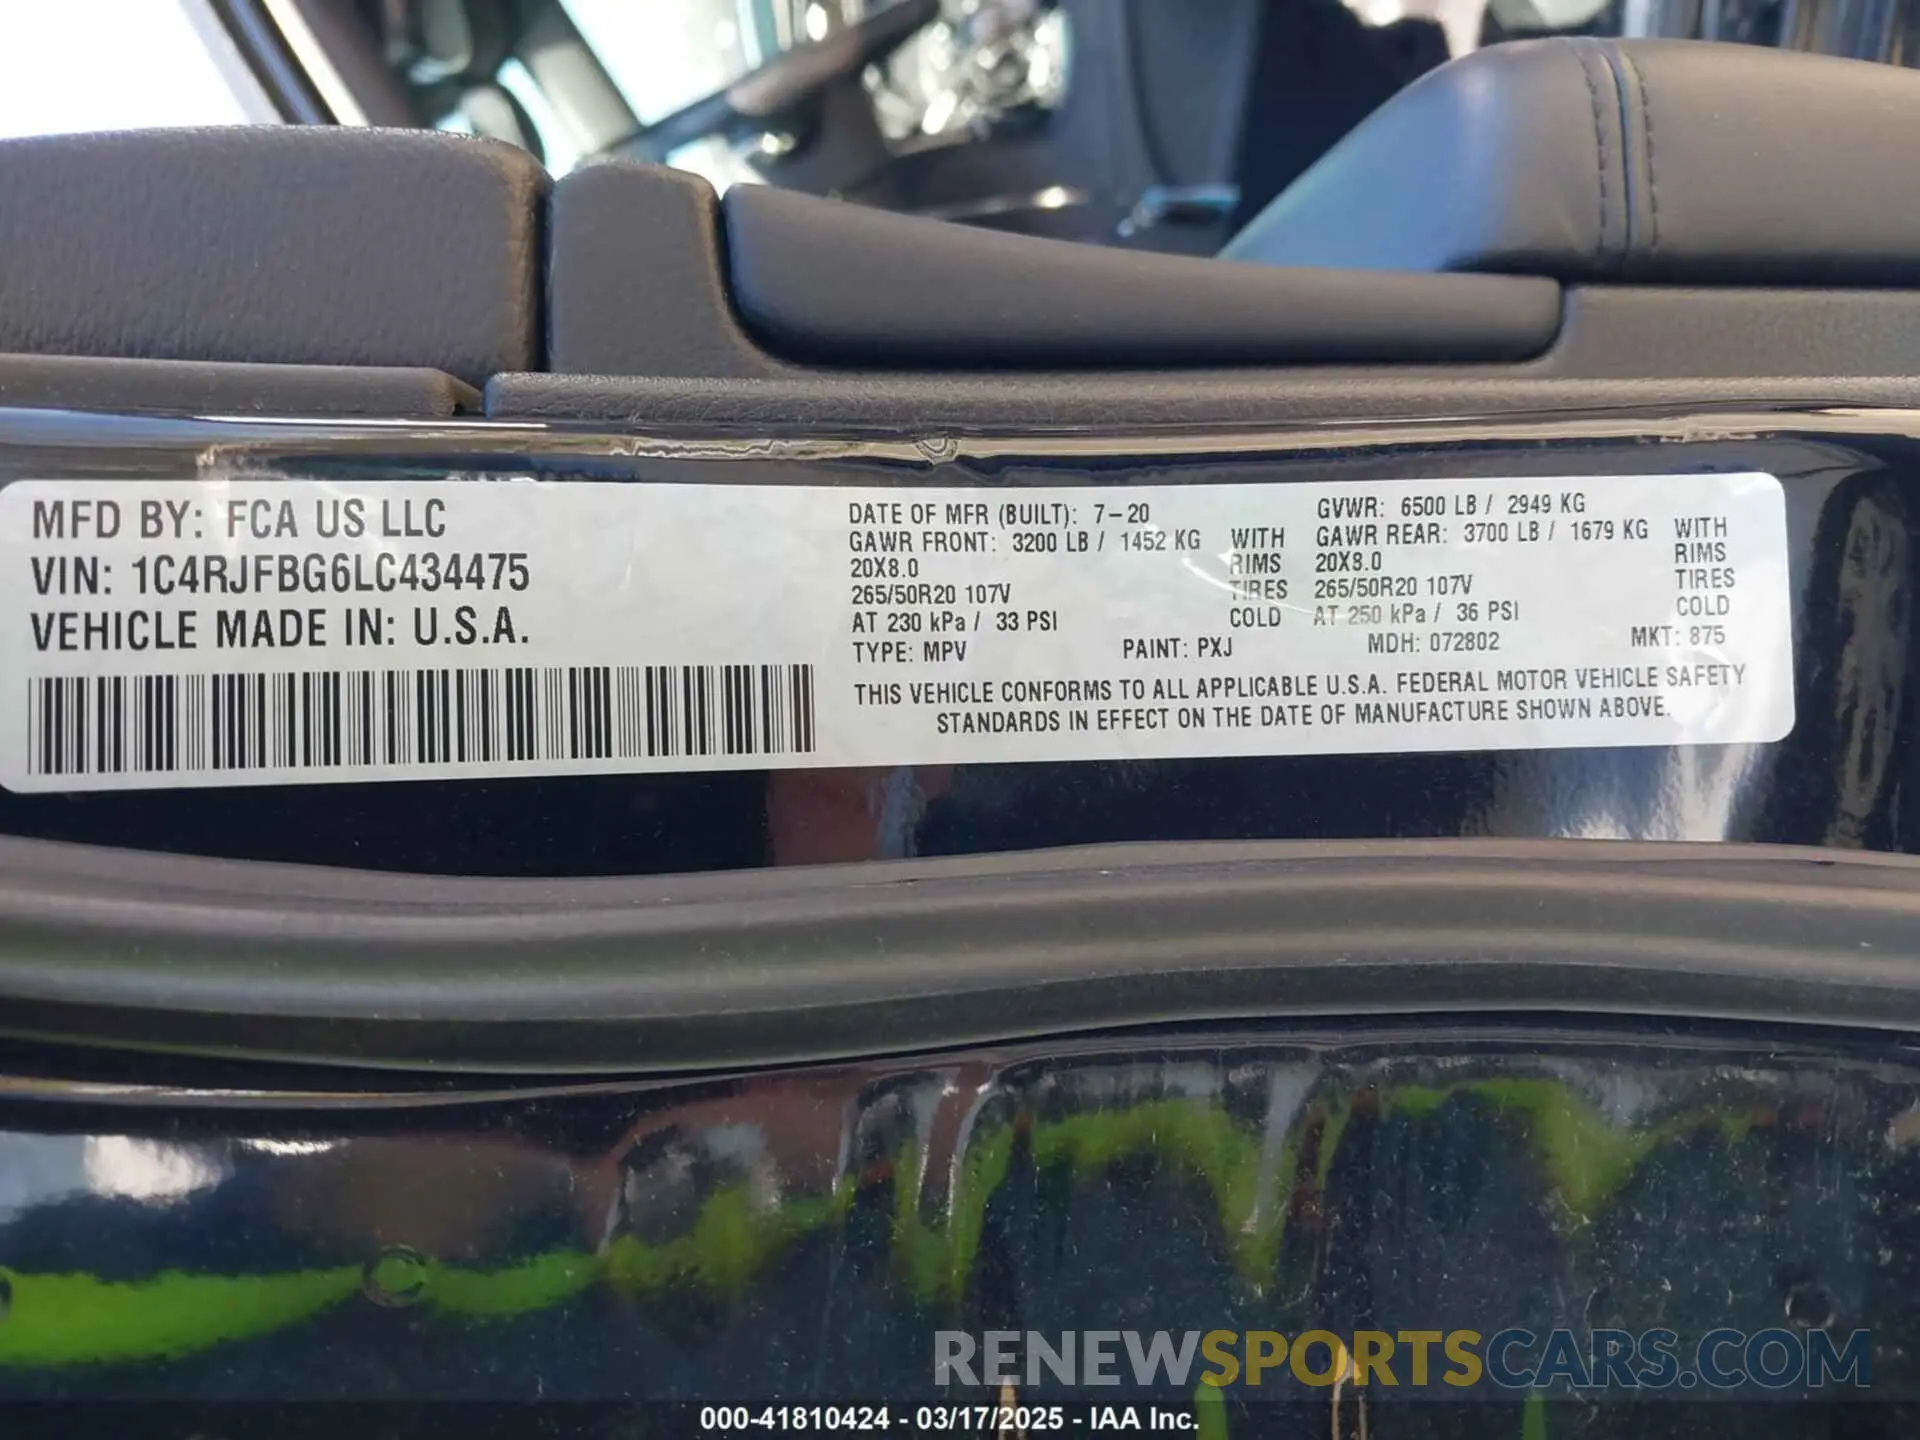 MFD BY: FCA US LLC
VIN: 1C4RJFBG6LC434475
VEHICLE MADE IN: U.S.A.
DATE OF MFR (BUILT): 7-20
GAWR FRONT: 3200 LB / 1452 KG WITH
20X8.0 RIMS
265/50R20 107V TIRES
AT 230 kPa / 33 PSI COLD
GVWR: 6500 LB / 2949 KG
GAWR REAR: 3700 LB / 1679 KG WITH
20X8.0 RIMS
265/50R20 107V TIRES
AT 250 kPa / 36 PSI COLD
TYPE: MPV PAINT: PXJ MDH: 072802 MKT: 875
THIS VEHICLE CONFORMS TO ALL APPLICABLE U.S.A. FEDERAL MOTOR VEHICLE SAFETY
STANDARDS IN EFFECT ON THE DATE OF MANUFACTURE SHOWN ABOVE.
RENEWSPORTSCARS.COM
000-41810424 - 03/17/2025 - IAA Inc.